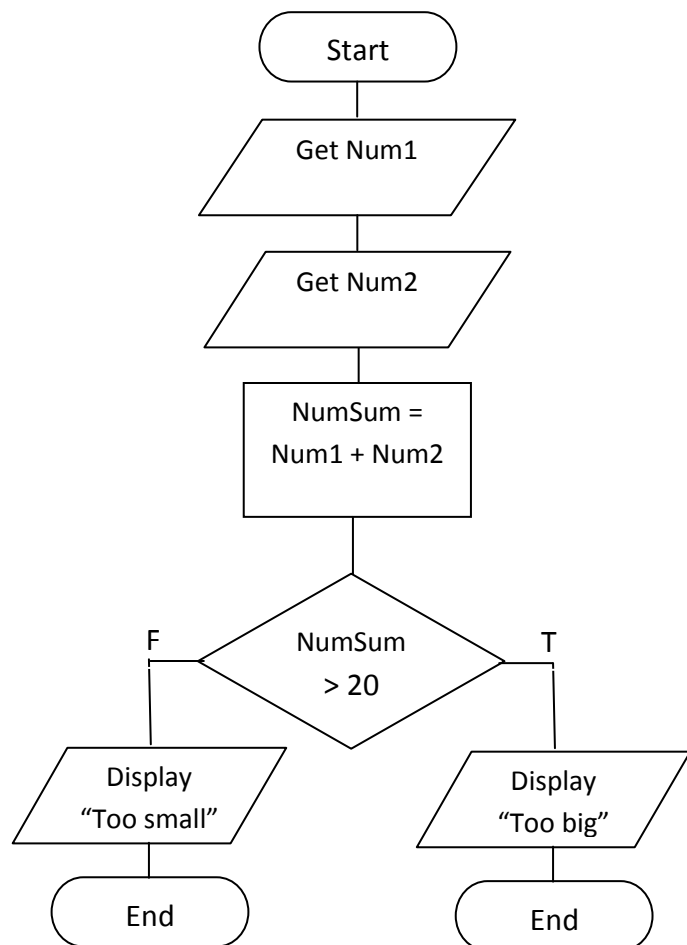 Start
Get Num1
Get Num2
NumSum =
Num1 + Num2
NumSum
> 20
F
T
Display
“Too small”
Display
“Too big”
End
End